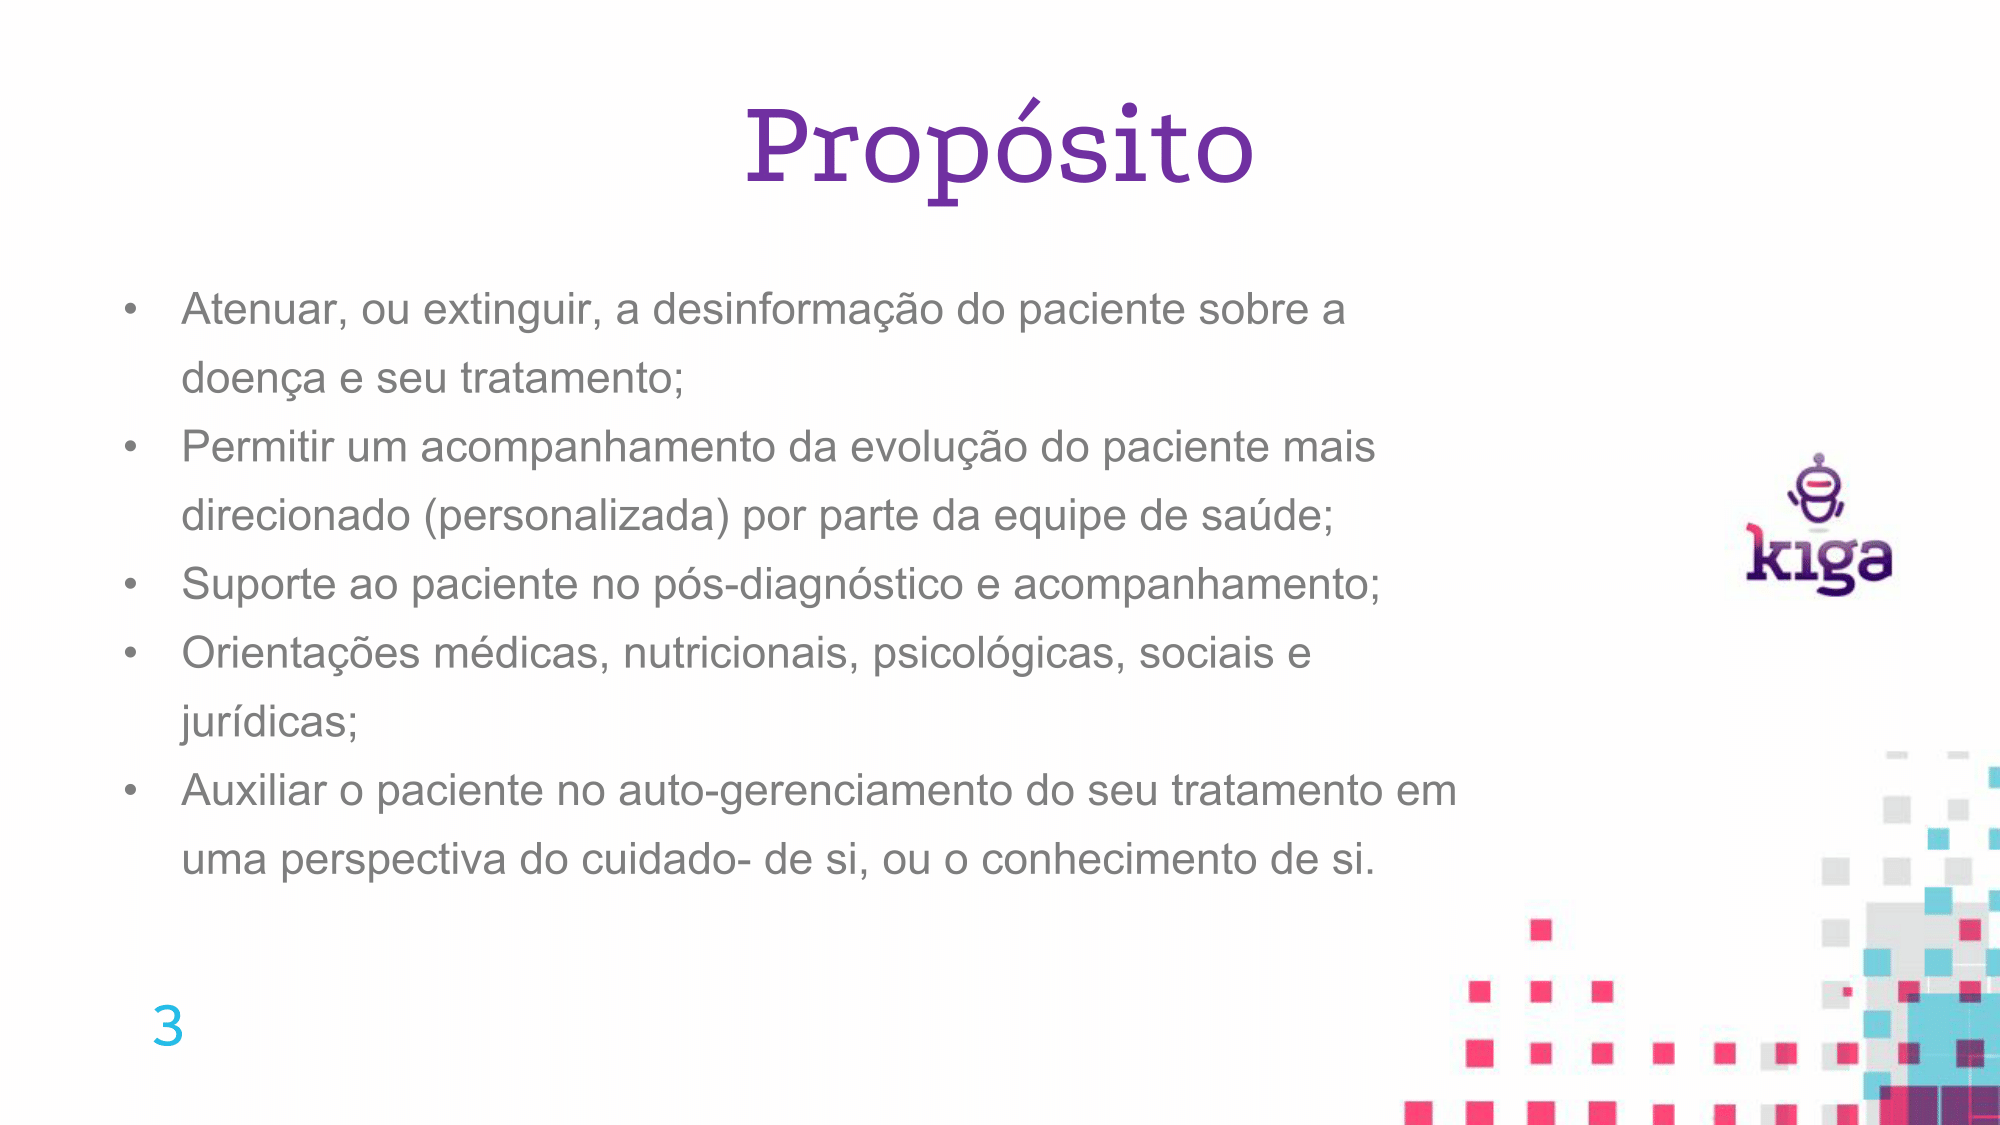 Propósito
• Atenuar, ou extinguir, a desinformação do paciente sobre a
doença e seu tratamento;
• Permitir um acompanhamento da evolução do paciente mais
direcionado (personalizada) por parte da equipe de saúde;
• Suporte ao paciente no pós-diagnóstico e acompanhamento;
• Orientações médicas, nutricionais, psicológicas, sociais e
jurídicas;
• Auxiliar o paciente no auto-gerenciamento do seu tratamento em
uma perspectiva do cuidado- de si, ou o conhecimento de si.
kiga
3